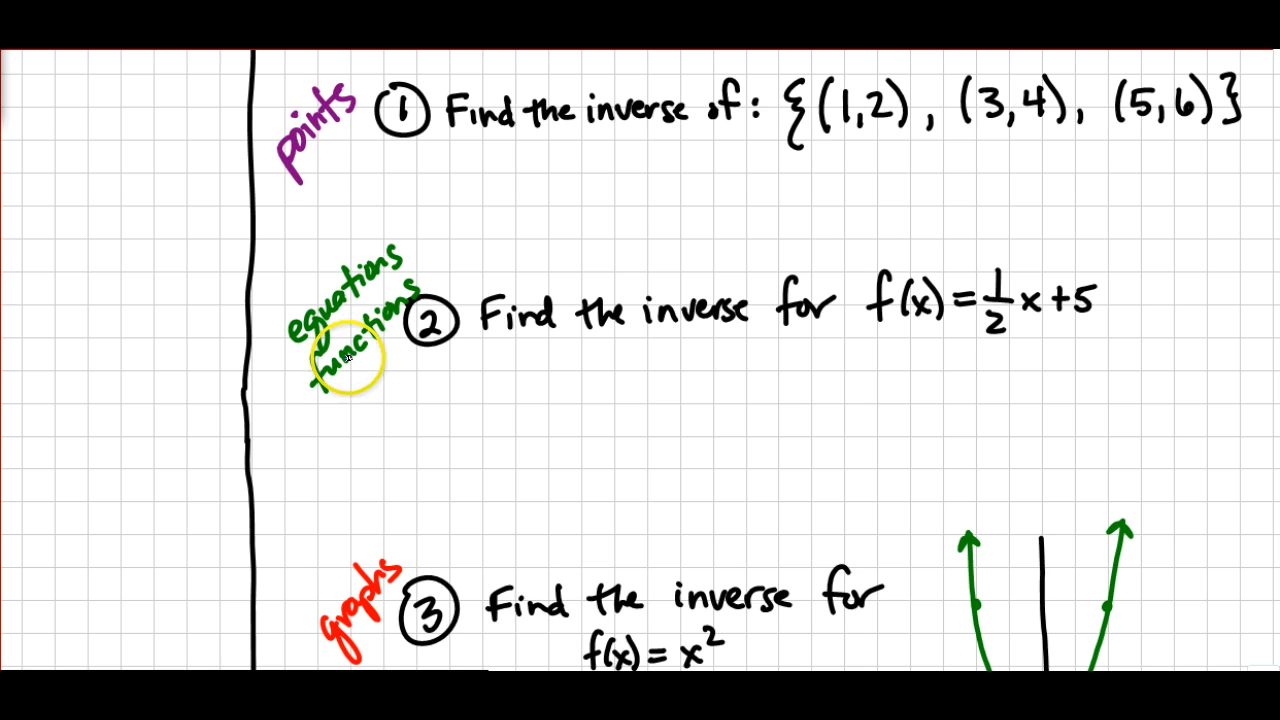 points ① Find the inverse of: {(1,2), (3,4), (5,6)}
equations
functions
② Find the inverse for f(x) = 1/2 x + 5
graphs ③ Find the inverse for
f(x) = x²